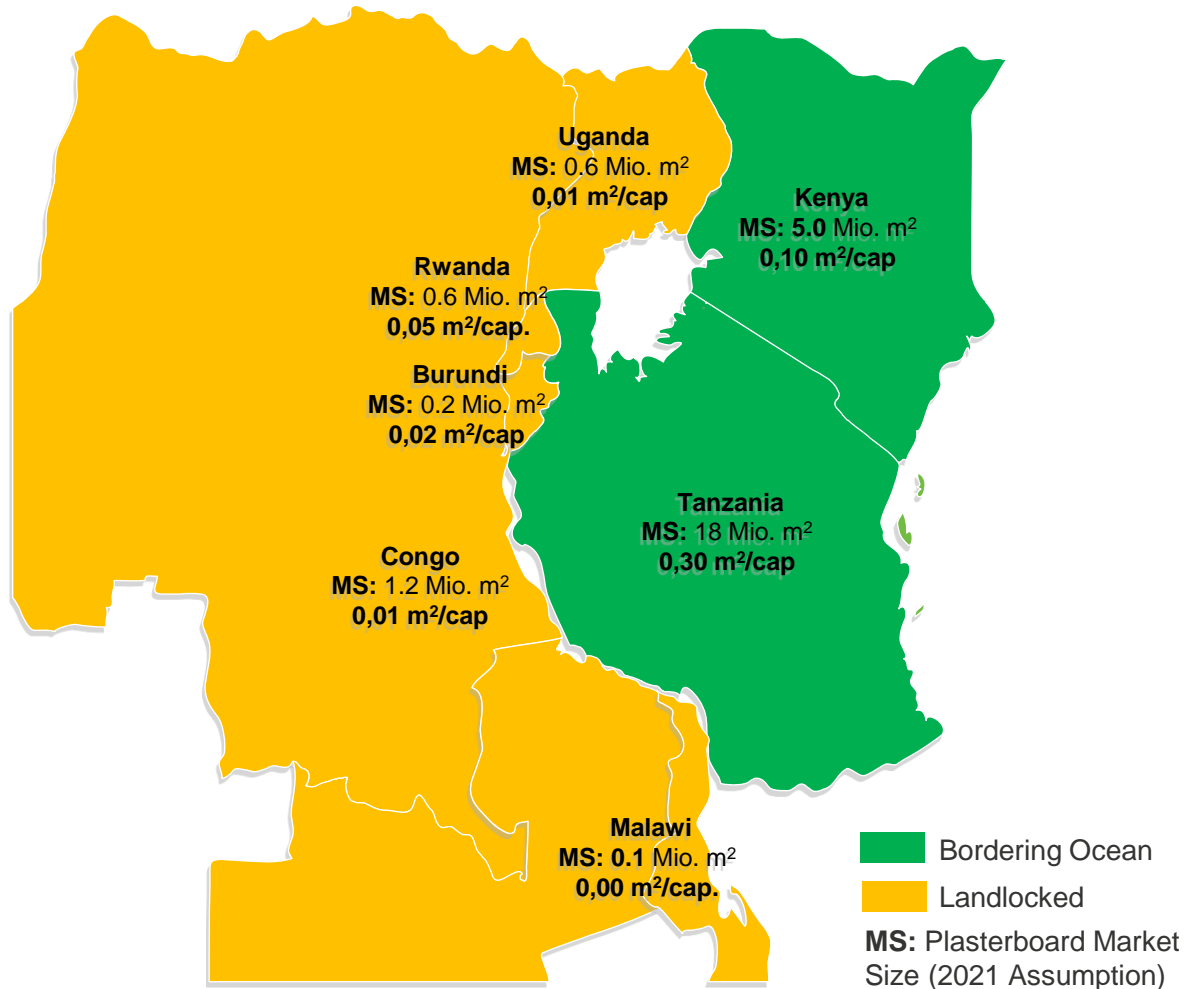 Uganda
MS: 0.6 Mio. m²
0,01 m²/cap
Kenya
MS: 5.0 Mio. m²
0,10 m²/cap
Rwanda
MS: 0.6 Mio. m²
0,05 m²/cap.
Burundi
MS: 0.2 Mio. m²
0,02 m²/cap
Tanzania
MS: 18 Mio. m²
0,30 m²/cap
Congo
MS: 1.2 Mio. m²
0,01 m²/cap
Malawi
MS: 0.1 Mio. m²
0,00 m²/cap.
Bordering Ocean
Landlocked
MS: Plasterboard Market
Size (2021 Assumption)